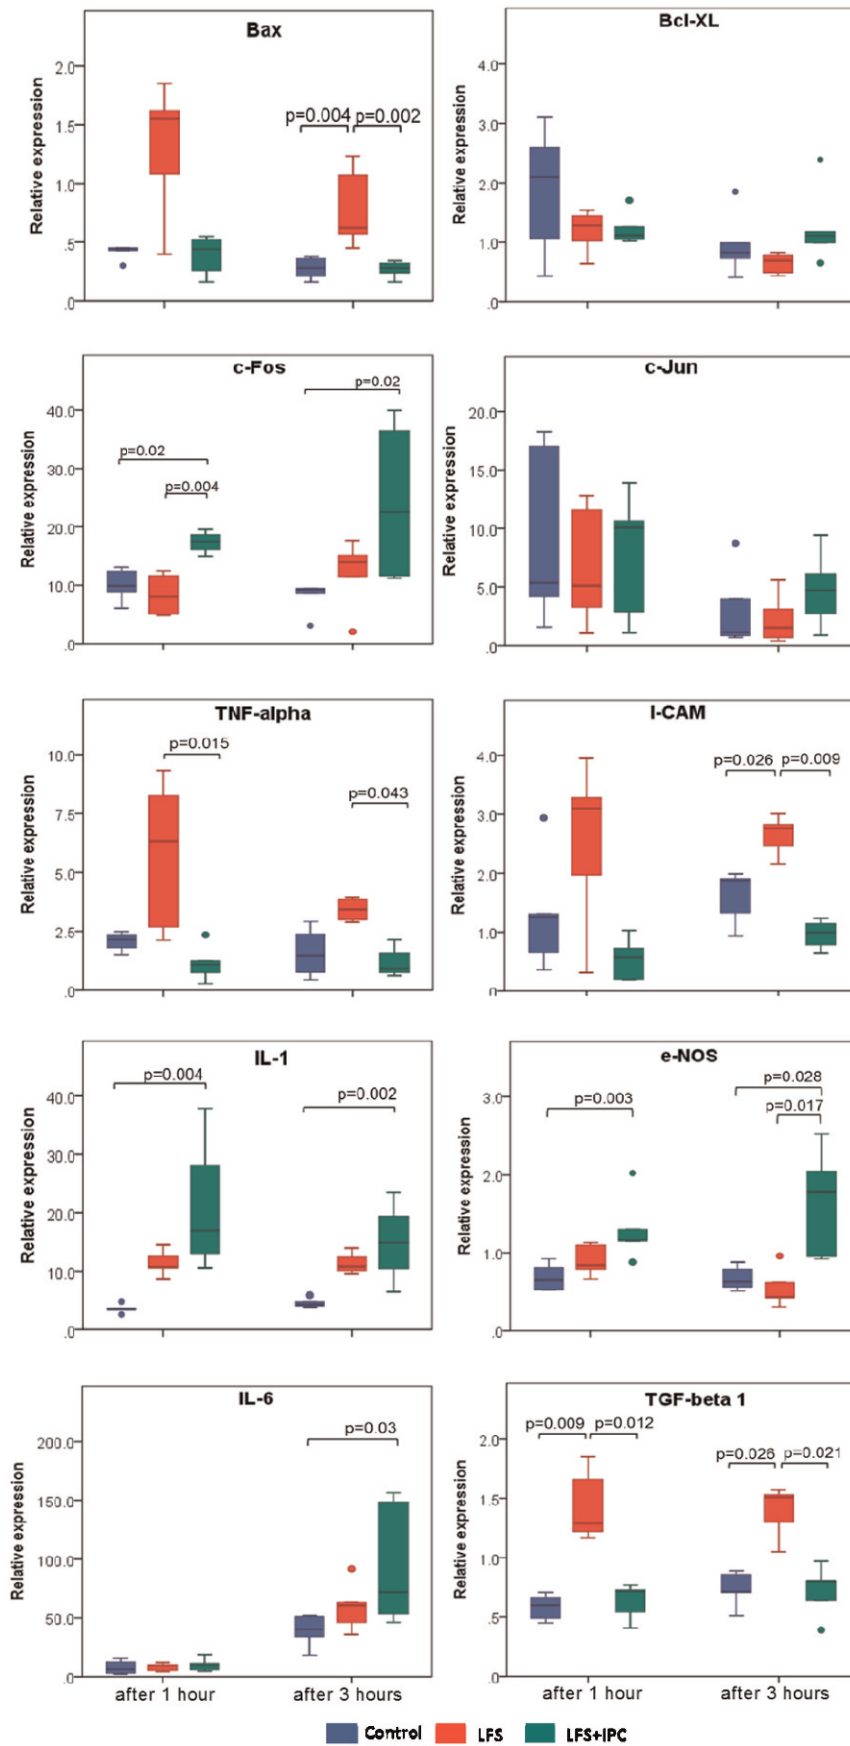 Bax
Relative expression
2.0
1.5
1.0
.5
.0
p=0.004
p=0.002
Bcl-XL
Relative expression
4.0
3.0
2.0
1.0
.0
c-Fos
Relative expression
40.0
30.0
20.0
10.0
.0
p=0.02
p=0.004
p=0.02
c-Jun
Relative expression
20.0
15.0
10.0
5.0
.0
TNF-alpha
Relative expression
10.0
7.5
5.0
2.5
.0
p=0.015
p=0.043
I-CAM
Relative expression
4.0
3.0
2.0
1.0
.0
p=0.026
p=0.009
IL-1
Relative expression
40.0
30.0
20.0
10.0
.0
p=0.004
p=0.002
e-NOS
Relative expression
3.0
2.0
1.0
.0
p=0.003
p=0.028
p=0.017
IL-6
Relative expression
200.0
150.0
100.0
50.0
.0
p=0.03
after 1 hour
after 3 hours
TGF-beta 1
Relative expression
2.0
1.5
1.0
.5
.0
p=0.009
p=0.012
p=0.026
p=0.021
after 1 hour
after 3 hours
Control
LFS
LFS+IPC